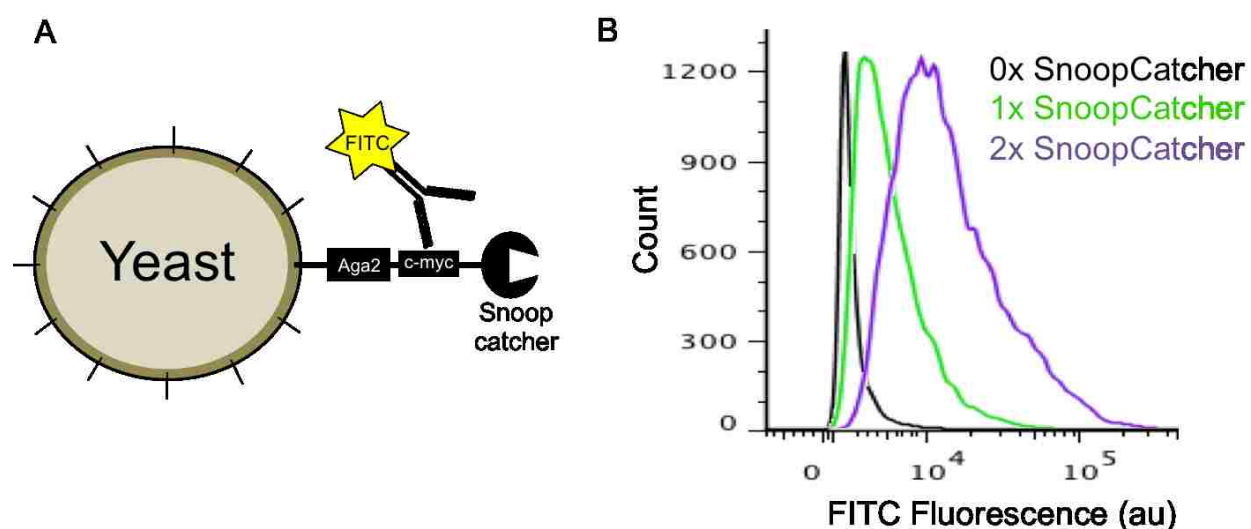 A
FITC
Yeast
Aga2
c-myc
Snoop
catcher
B
0x SnoopCatcher
1x SnoopCatcher
2x SnoopCatcher
1200
900
600
300
0
Count
0
10^4
10^5
FITC Fluorescence (au)